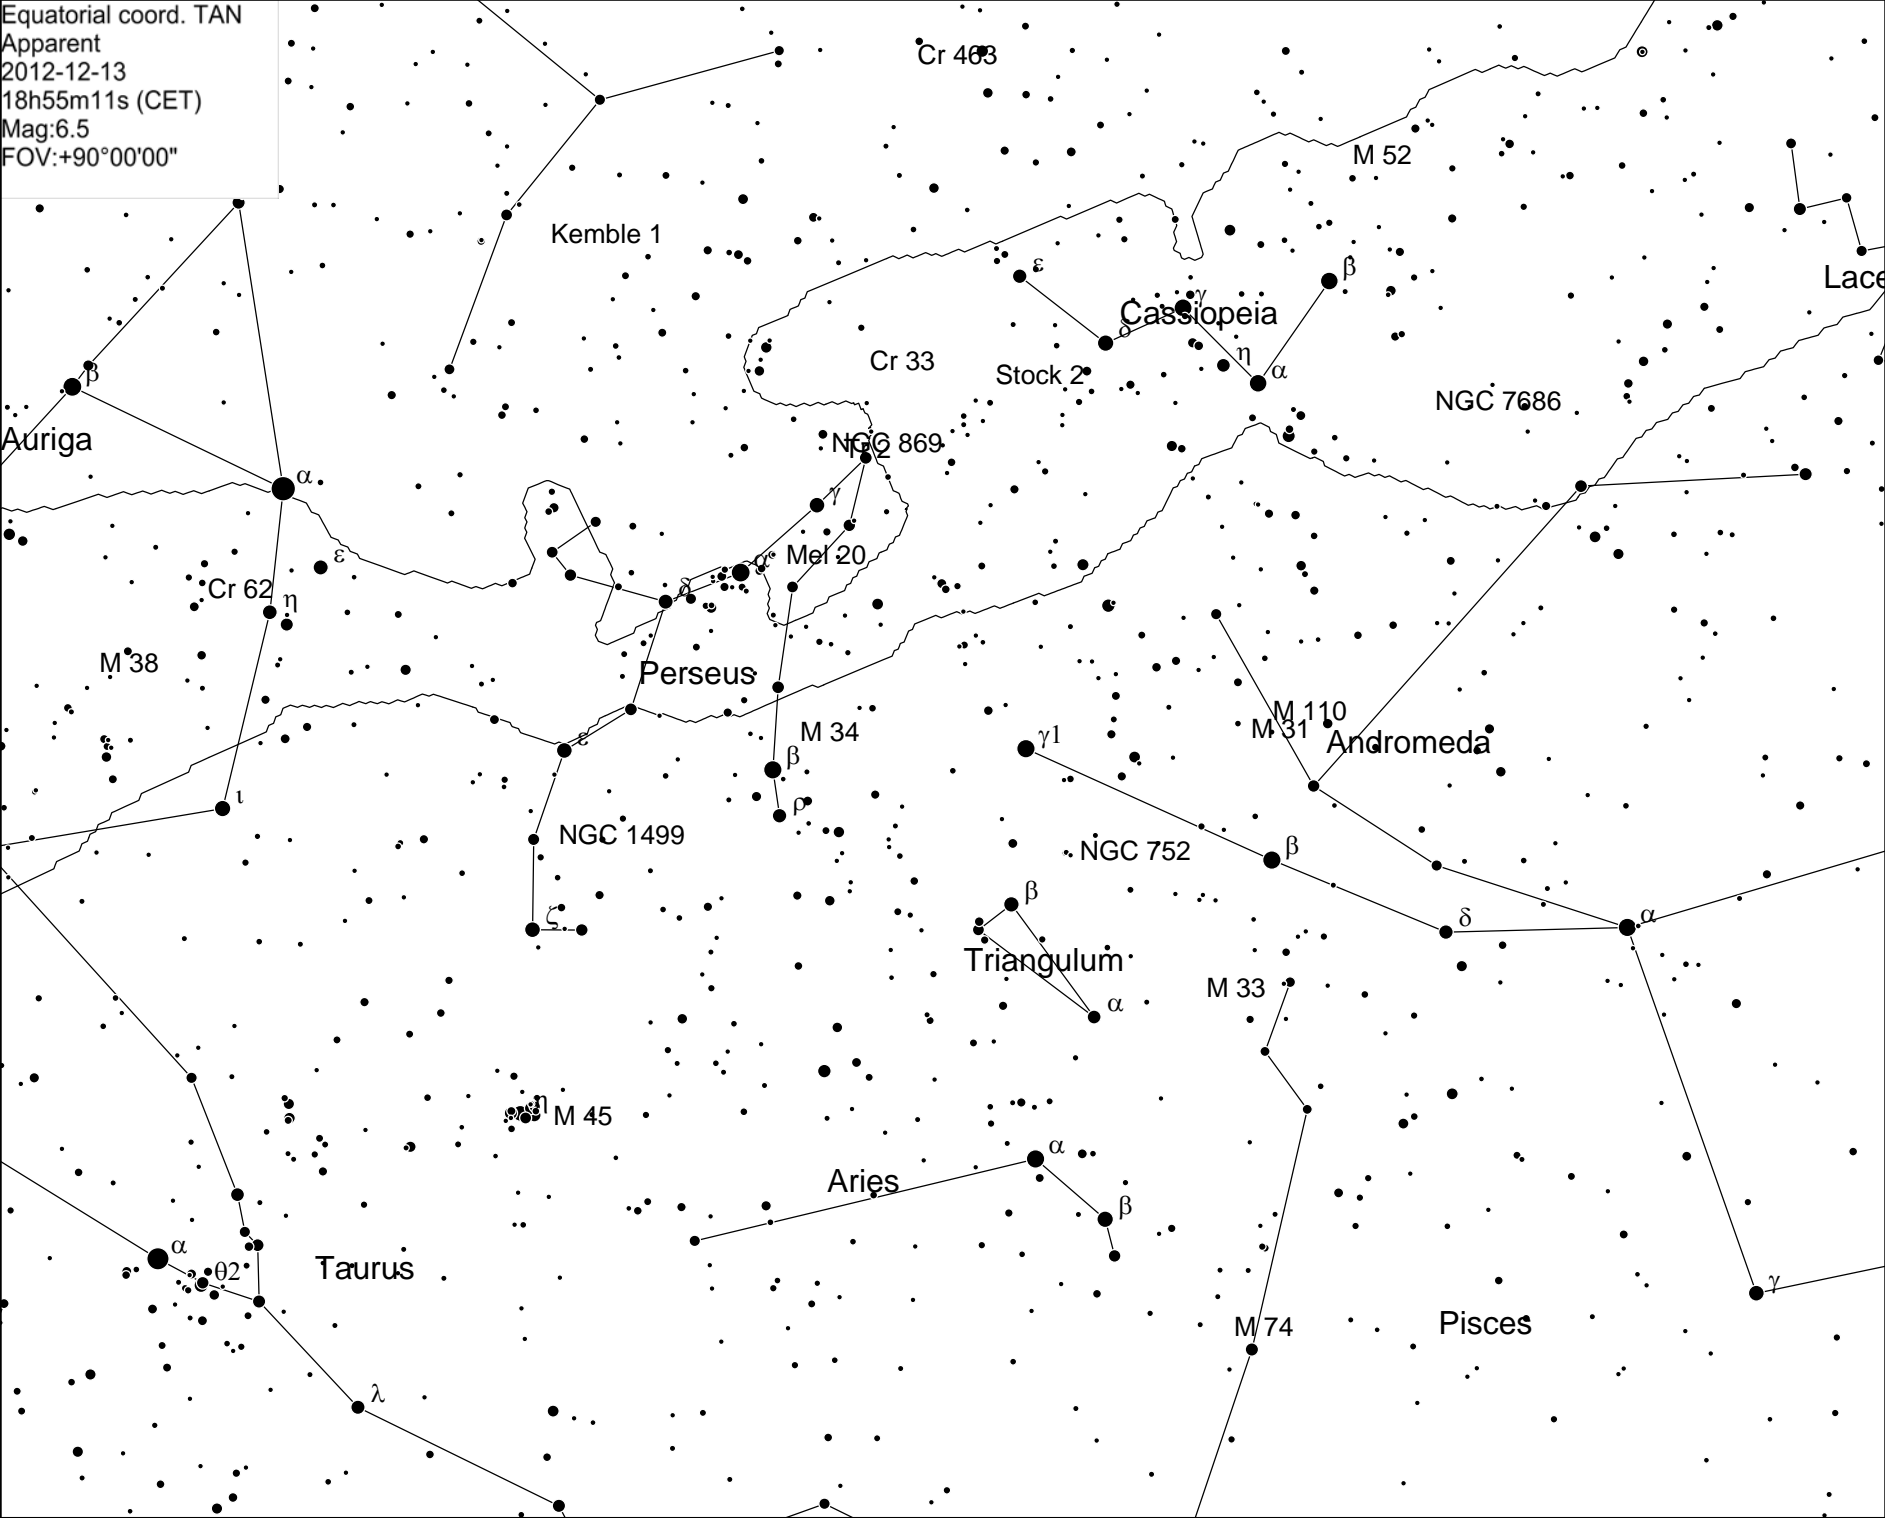 Equatorial coord. TAN
Apparent
2012-12-13
18h55m11s (CET)
Mag:6.5
FOV:+90°00'00"
Cr 463
M 52
Kemble 1
ε
β
Lace
γ
Cassiopeia
δ
Cr 33
Stock 2
η
α
β
NGC 7686
Auriga
NGC 869
Tr 2
α
γ
ε
α
Mel 20
Cr 62
η
δ
M 38
Perseus
M 110
M 31
Andromeda
M 34
γ1
ε
β
ι
ρ
NGC 1499
NGC 752
β
β
ζ
δ
α
Triangulum
M 33
α
η
M 45
α
Aries
β
α
θ2
Taurus
γ
M 74
Pisces
λ